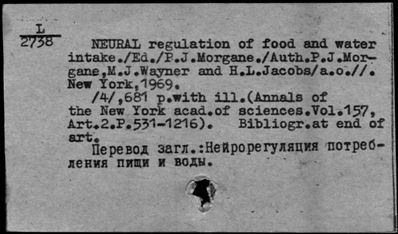 L
2738
NEURAL regulation of food and water
intake./Ed./P.J.Morgane./Auth.P.J.Mor-
gane,M.J.Wayner and H.L.Jacobs/a.o.//.
New York,1969.
/4/,681 p.with ill.(Annals of
the New York acad.of sciences.Vol.157,
Art.2.P.531-1216). Bibliogr.at end of
art.
Перевод загл.:Нейрорегуляция потреб-
ления пищи и воды.